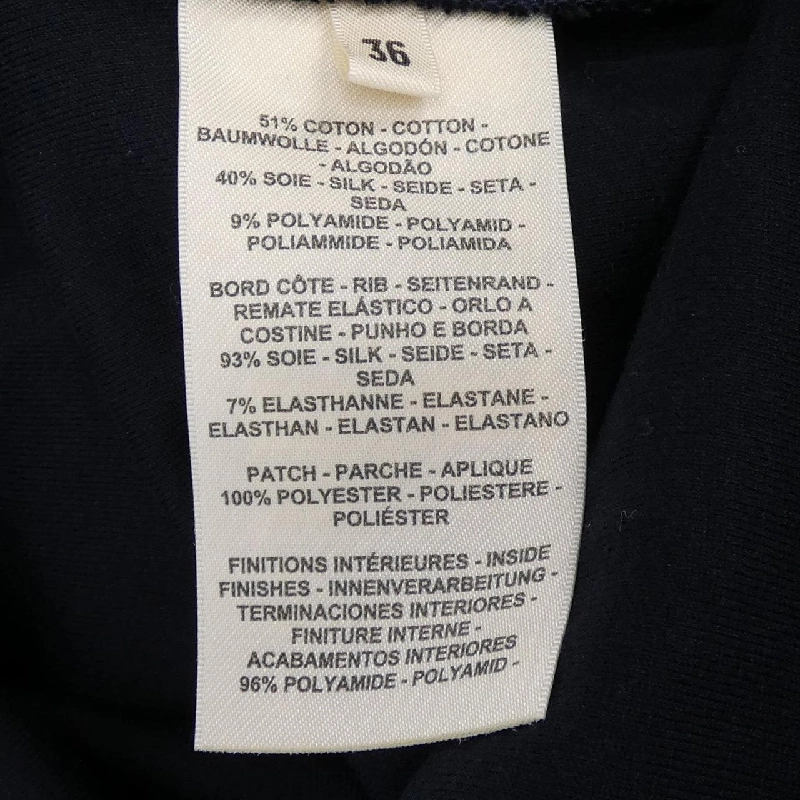 36
51% COTON - COTTON -
BAUMWOLLE - ALGODÓN - COTONE
- ALGODÃO
40% SOIE - SILK - SEIDE - SETA -
SEDA
9% POLYAMIDE - POLYAMID -
POLIAMMIDE - POLIAMIDA
BORD CÔTE - RIB - SEITENRAND -
REMATE ELÁSTICO - ORLO A
COSTINE - PUNHO E BORDA
93% SOIE - SILK - SEIDE - SETA -
SEDA
7% ELASTHANNE - ELASTANE -
ELASTHAN - ELASTAN - ELASTANO
PATCH - PARCHE - APLIQUE
100% POLYESTER - POLIESTERE -
POLIÉSTER
FINITIONS INTÉRIEURES - INSIDE
FINISHES - INNENVERARBEITUNG -
TERMINACIONES INTERIORES -
FINITURE INTERNE -
ACABAMENTOS INTERIORES
96% POLYAMIDE - POLYAMID -